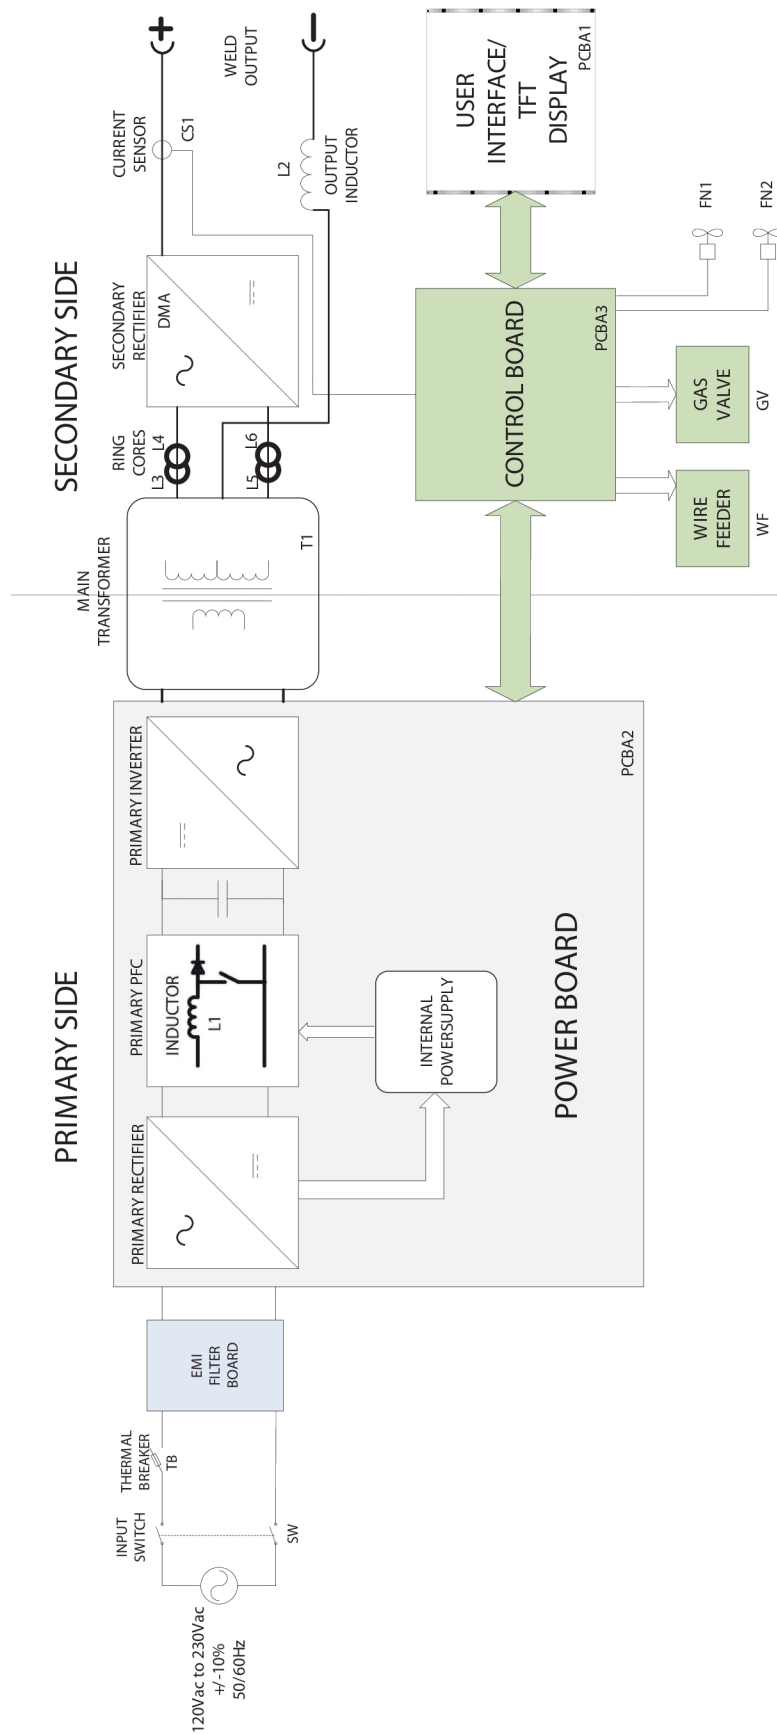 PRIMARY SIDE
SECONDARY SIDE
120Vac to 230Vac
+/-10%
50/60Hz
INPUT
SWITCH
SW
THERMAL
BREAKER
TB
EMI
FILTER
BOARD
PRIMARY RECTIFIER
PRIMARY PFC
INDUCTOR
L1
PRIMARY INVERTER
INTERNAL
POWERSUPPLY
POWER BOARD
PCBA2
MAIN
TRANSFORMER
T1
RING
CORES
L3
L4
L5
L6
SECONDARY
RECTIFIER
DMA
CURRENT
SENSOR
CS1
+
WELD
OUTPUT
–
L2
OUTPUT
INDUCTOR
CONTROL BOARD
PCBA3
USER
INTERFACE/
TFT
DISPLAY
PCBA1
WIRE
FEEDER
WF
GAS
VALVE
GV
FN1
FN2